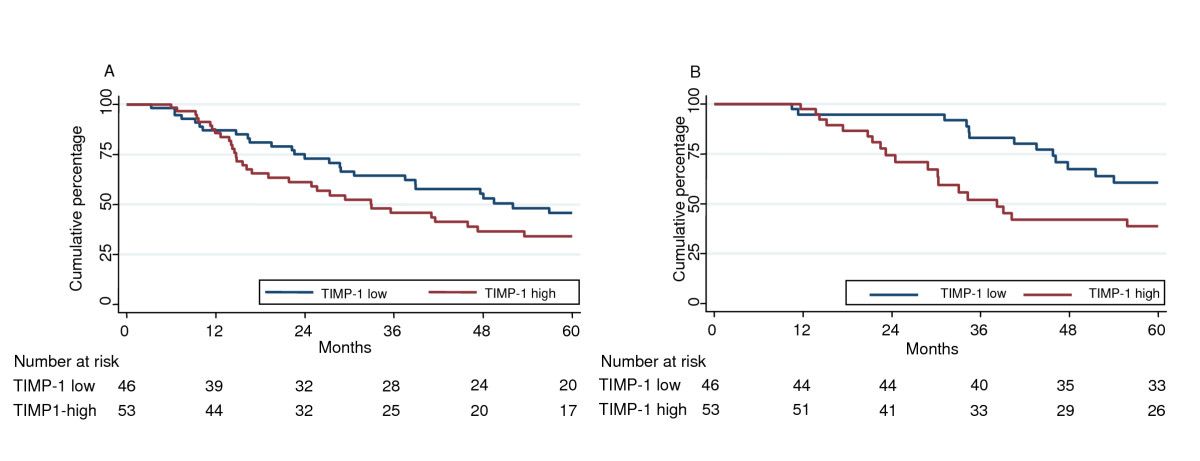 A
Cumulative percentage
100
75
50
25
0
TIMP-1 low TIMP-1 high
0 12 24 36 48 60
Months
Number at risk
TIMP-1 low 46 39 32 28 24 20
TIMP1-high 53 44 32 25 20 17
B
Cumulative percentage
100
75
50
25
0
TIMP-1 low TIMP-1 high
0 12 24 36 48 60
Months
Number at risk
TIMP-1 low 46 44 44 40 35 33
TIMP-1 high 53 51 41 33 29 26